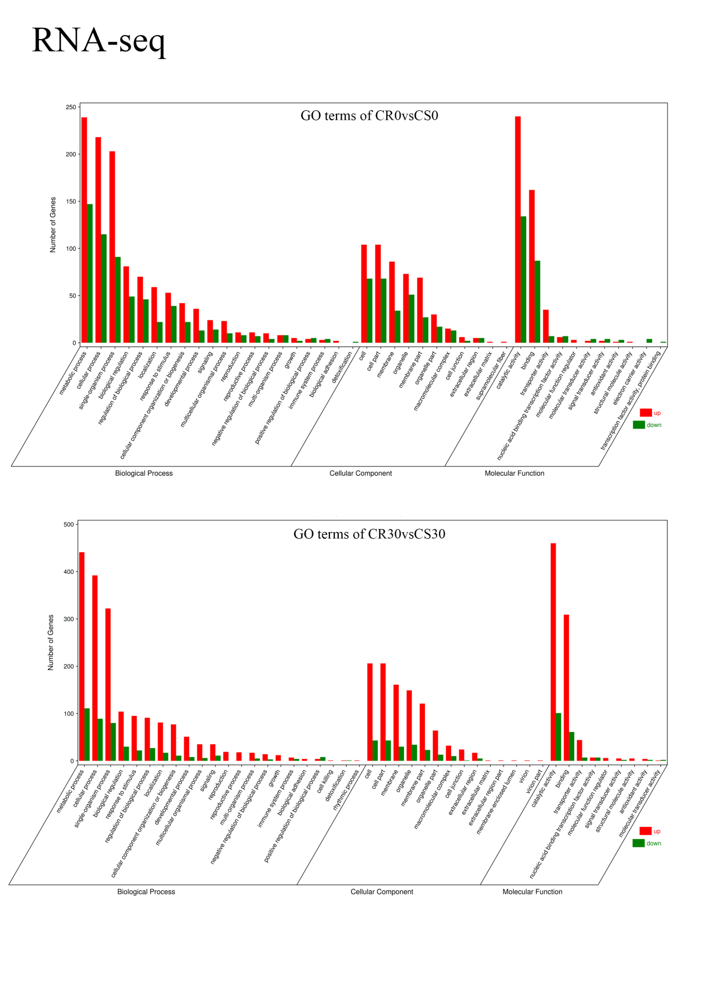 RNA-seq
GO terms of CR0vsCS0
Number of Genes
250
200
150
100
50
0
metabolic process
cellular process
single-organism process
biological regulation
regulation of biological process
localization
response to stimulus
cellular component organization or biogenesis
developmental process
signaling
multicellular organismal process
reproduction
reproductive process
negative regulation of biological process
multi-organism process
growth
positive regulation of biological process
immune system process
biological adhesion
detoxification
cell
cell part
membrane
organelle
membrane part
organelle part
macromolecular complex
cell junction
extracellular region
extracellular matrix
supramolecular fiber
catalytic activity
binding
transporter activity
nucleic acid binding transcription factor activity
molecular function regulator
molecular transducer activity
signal transducer activity
antioxidant activity
structural molecule activity
electron carrier activity
transcription factor activity, protein binding
up
down
Biological Process
Cellular Component
Molecular Function
GO terms of CR30vsCS30
Number of Genes
500
400
300
200
100
0
metabolic process
cellular process
single-organism process
biological regulation
response to stimulus
regulation of biological process
localization
cellular component organization or biogenesis
developmental process
multicellular organismal process
signaling
reproduction
reproductive process
multi-organism process
negative regulation of biological process
growth
immune system process
biological adhesion
positive regulation of biological process
cell killing
detoxification
rhythmic process
cell
cell part
membrane
organelle
membrane part
organelle part
macromolecular complex
cell junction
extracellular region
extracellular matrix
extracellular region part
membrane-enclosed lumen
virion
virion part
catalytic activity
binding
transporter activity
nucleic acid binding transcription factor activity
molecular function regulator
signal transducer activity
structural molecule activity
antioxidant activity
molecular transducer activity
up
down
Biological Process
Cellular Component
Molecular Function